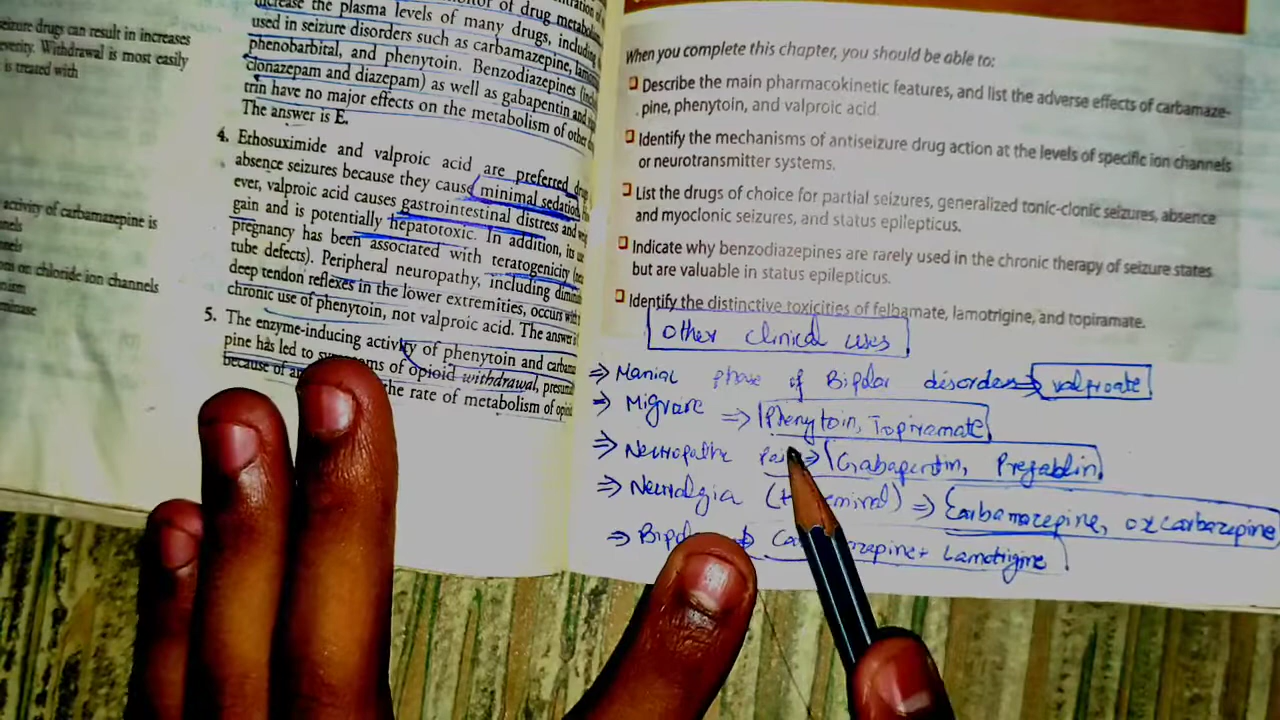 seizure drugs can result in increases
verity. Withdrawal is most easily
is treated with
activity of carbamazepine is
on chloride ion channels
of drug metabol
increase the plasma levels of many drugs, including
used in seizure disorders such as carbamazepine,
phenobarbital, and phenytoin. Benzodiazepines
clonazepam and diazepam) as well as gabapentin and
trin have no major effects on the metabolism of other
The answer is E.
4. Ethosuximide and valproic acid are preferred
absence seizures because they cause minimal sedation.
ever, valproic acid causes gastrointestinal distress and
gain and is potentially hepatotoxic. In addition, its use
pregnancy has been associated with teratogenicity
tube defects). Peripheral neuropathy, including dimin
deep tendon reflexes in the lower extremities, occurs with
chronic use of phenytoin, not valproic acid. The answer is
5. The enzyme-inducing activity of phenytoin and carbama
pine has led to symptoms of opioid withdrawal, presum
because of an the rate of metabolism of opioi
When you complete this chapter, you should be able to:
❏ Describe the main pharmacokinetic features, and list the adverse effects of carbamaze-
pine, phenytoin, and valproic acid.
❏ Identify the mechanisms of antiseizure drug action at the levels of specific ion channels
or neurotransmitter systems.
❏ List the drugs of choice for partial seizures, generalized tonic-clonic seizures, absence
and myoclonic seizures, and status epilepticus.
❏ Indicate why benzodiazepines are rarely used in the chronic therapy of seizure states
but are valuable in status epilepticus.
❏ Identify the distinctive toxicities of felbamate, lamotrigine, and topiramate.
Other clinical uses
⇒ Manial phase of Bipolar disorders ⇒ valproate
⇒ Migraire ⇒ Phenytoin, Topiramate
⇒ Neuropathic ⇒ Gabapentin, Pregablin
⇒ Neuralgia ⇒ Carbamazepine, oxcarbazepine
⇒ Lamotrigine